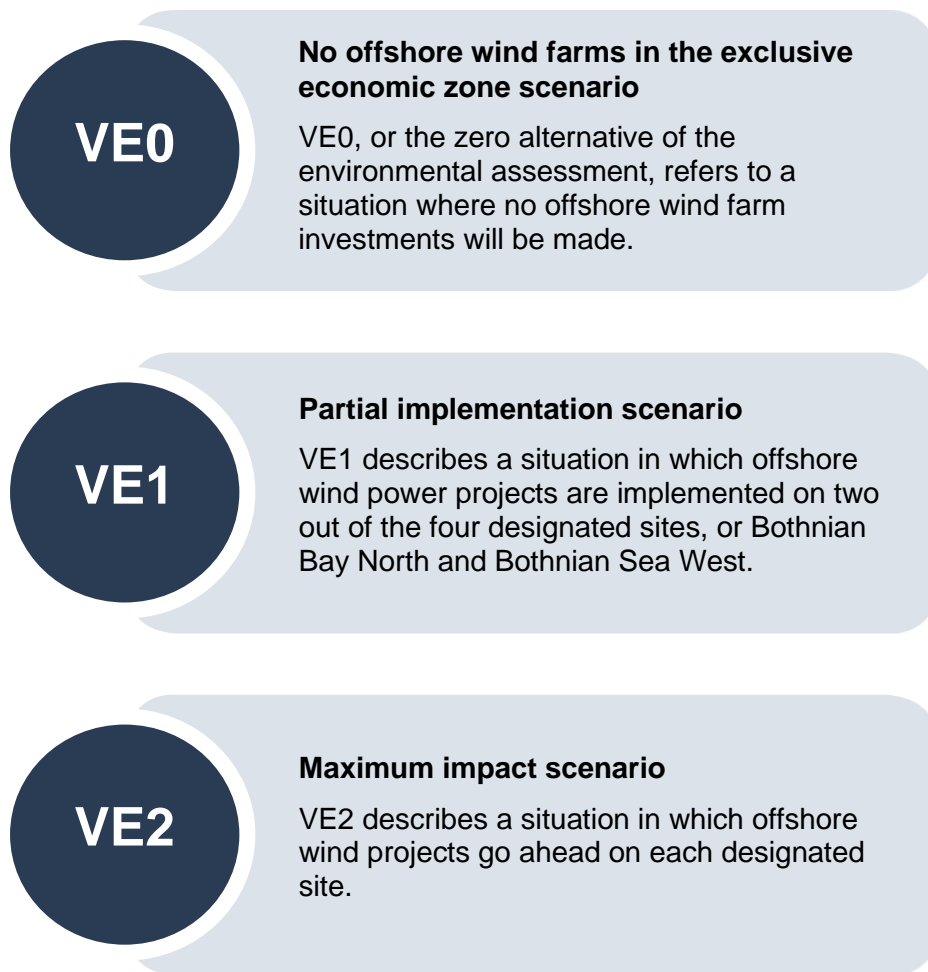 VE0
No offshore wind farms in the exclusive
economic zone scenario
VE0, or the zero alternative of the
environmental assessment, refers to a
situation where no offshore wind farm
investments will be made.
VE1
Partial implementation scenario
VE1 describes a situation in which offshore
wind power projects are implemented on two
out of the four designated sites, or Bothnian
Bay North and Bothnian Sea West.
VE2
Maximum impact scenario
VE2 describes a situation in which offshore
wind projects go ahead on each designated
site.